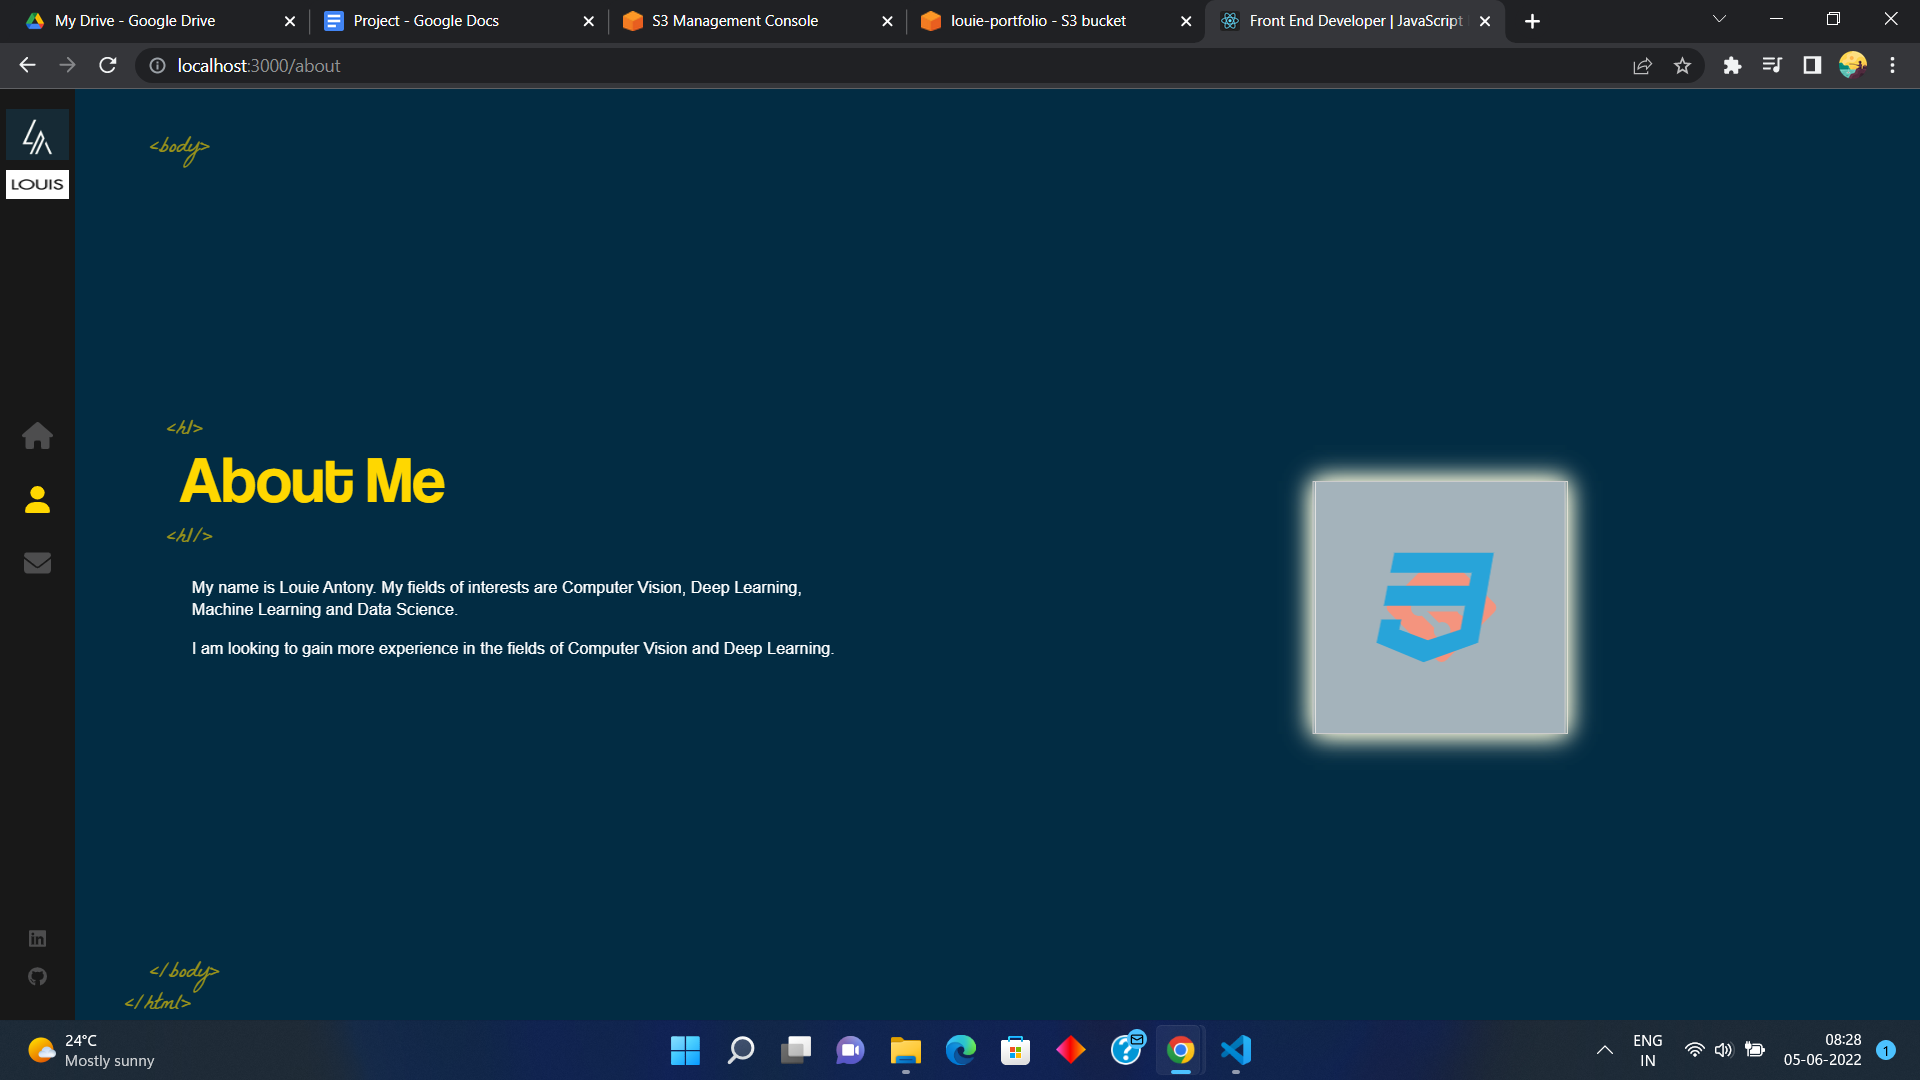 My Drive - Google Drive
Project - Google Docs
S3 Management Console
louie-portfolio - S3 bucket
Front End Developer | JavaScript
localhost:3000/about
LOUIS
<body>
<h1>
About Me
<h1/>
My name is Louie Antony. My fields of interests are Computer Vision, Deep Learning,
Machine Learning and Data Science.
I am looking to gain more experience in the fields of Computer Vision and Deep Learning.
</body>
</html>
24°C
Mostly sunny
ENG
IN
08:28
05-06-2022
1